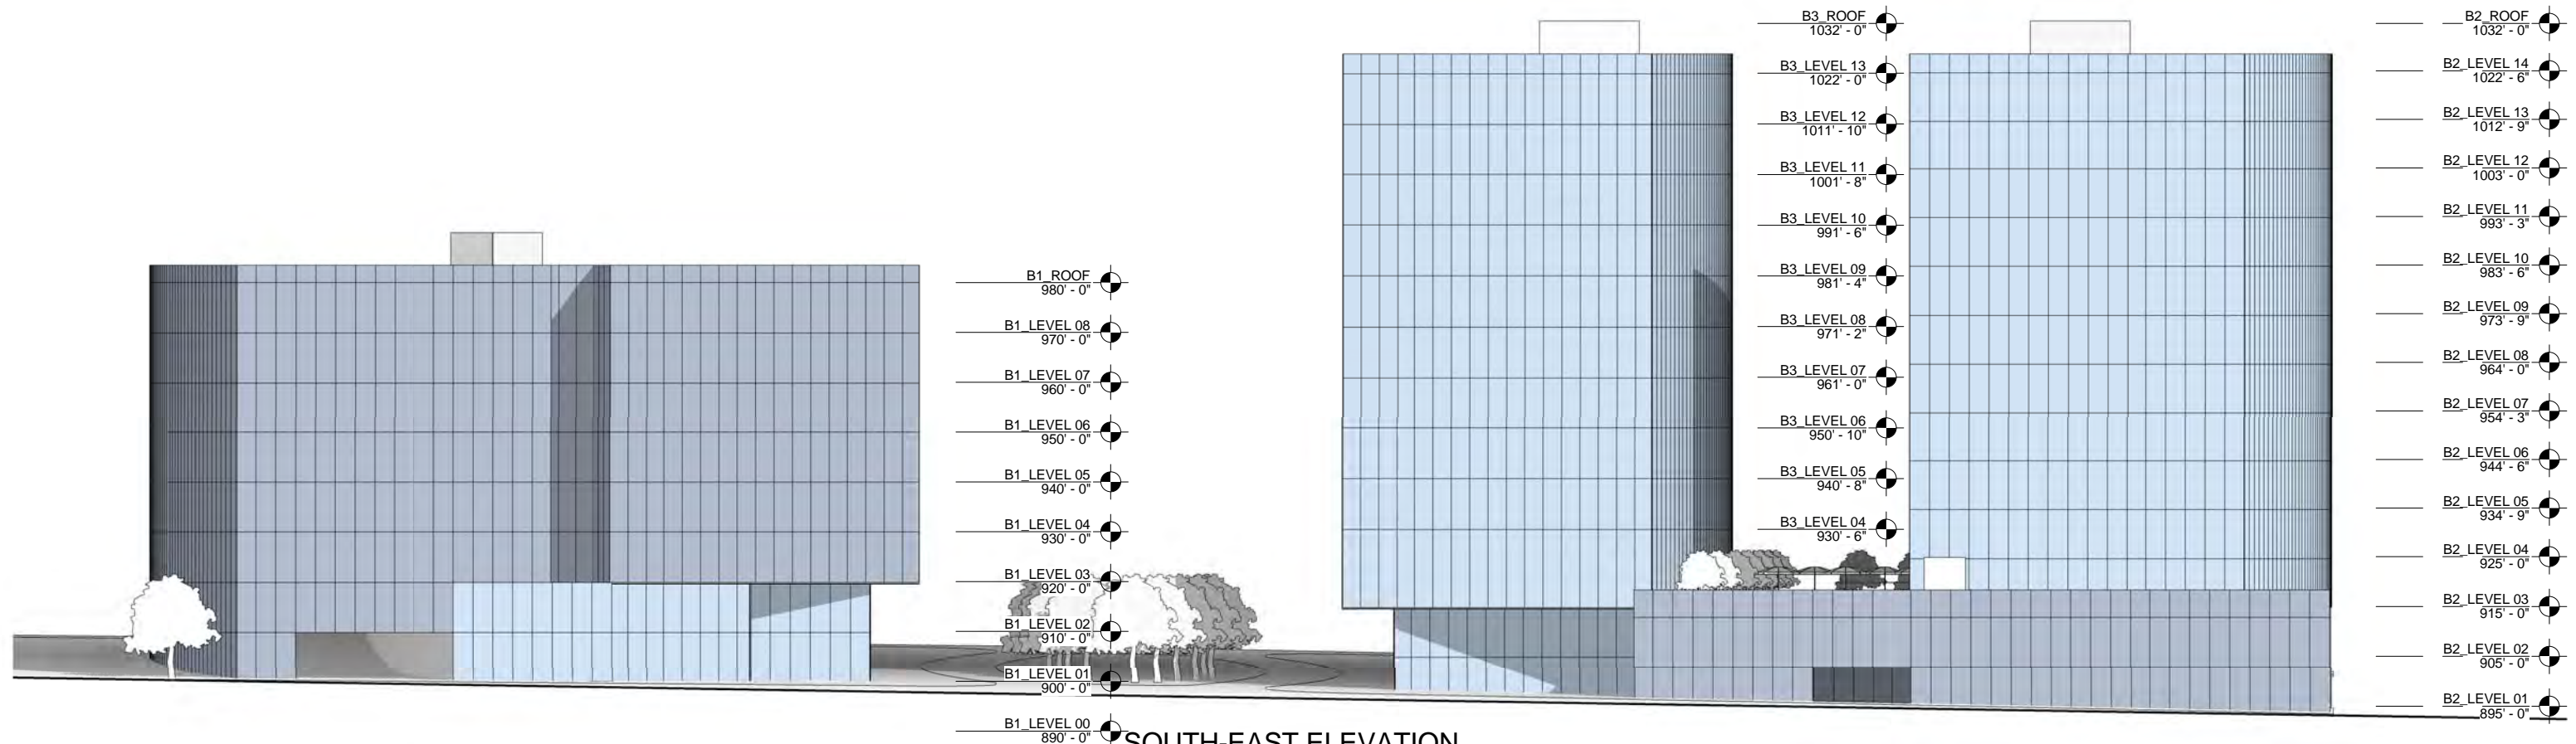 B1_ROOF
980' - 0"
B1_LEVEL 08
970' - 0"
B1_LEVEL 07
960' - 0"
B1_LEVEL 06
950' - 0"
B1_LEVEL 05
940' - 0"
B1_LEVEL 04
930' - 0"
B1_LEVEL 03
920' - 0"
B1_LEVEL 02
910' - 0"
B1_LEVEL 01
900' - 0"
B1_LEVEL 00
890' - 0"
B3_ROOF
1032' - 0"
B3_LEVEL 13
1022' - 0"
B3_LEVEL 12
1011' - 10"
B3_LEVEL 11
1001' - 8"
B3_LEVEL 10
991' - 6"
B3_LEVEL 09
981' - 4"
B3_LEVEL 08
971' - 2"
B3_LEVEL 07
961' - 0"
B3_LEVEL 06
950' - 10"
B3_LEVEL 05
940' - 8"
B3_LEVEL 04
930' - 6"
B2_ROOF
1032' - 0"
B2_LEVEL 14
1022' - 6"
B2_LEVEL 13
1012' - 9"
B2_LEVEL 12
1003' - 0"
B2_LEVEL 11
993' - 3"
B2_LEVEL 10
983' - 6"
B2_LEVEL 09
973' - 9"
B2_LEVEL 08
964' - 0"
B2_LEVEL 07
954' - 3"
B2_LEVEL 06
944' - 6"
B2_LEVEL 05
934' - 9"
B2_LEVEL 04
925' - 0"
B2_LEVEL 03
915' - 0"
B2_LEVEL 02
905' - 0"
B2_LEVEL 01
895' - 0"
SOUTH-EAST ELEVATION